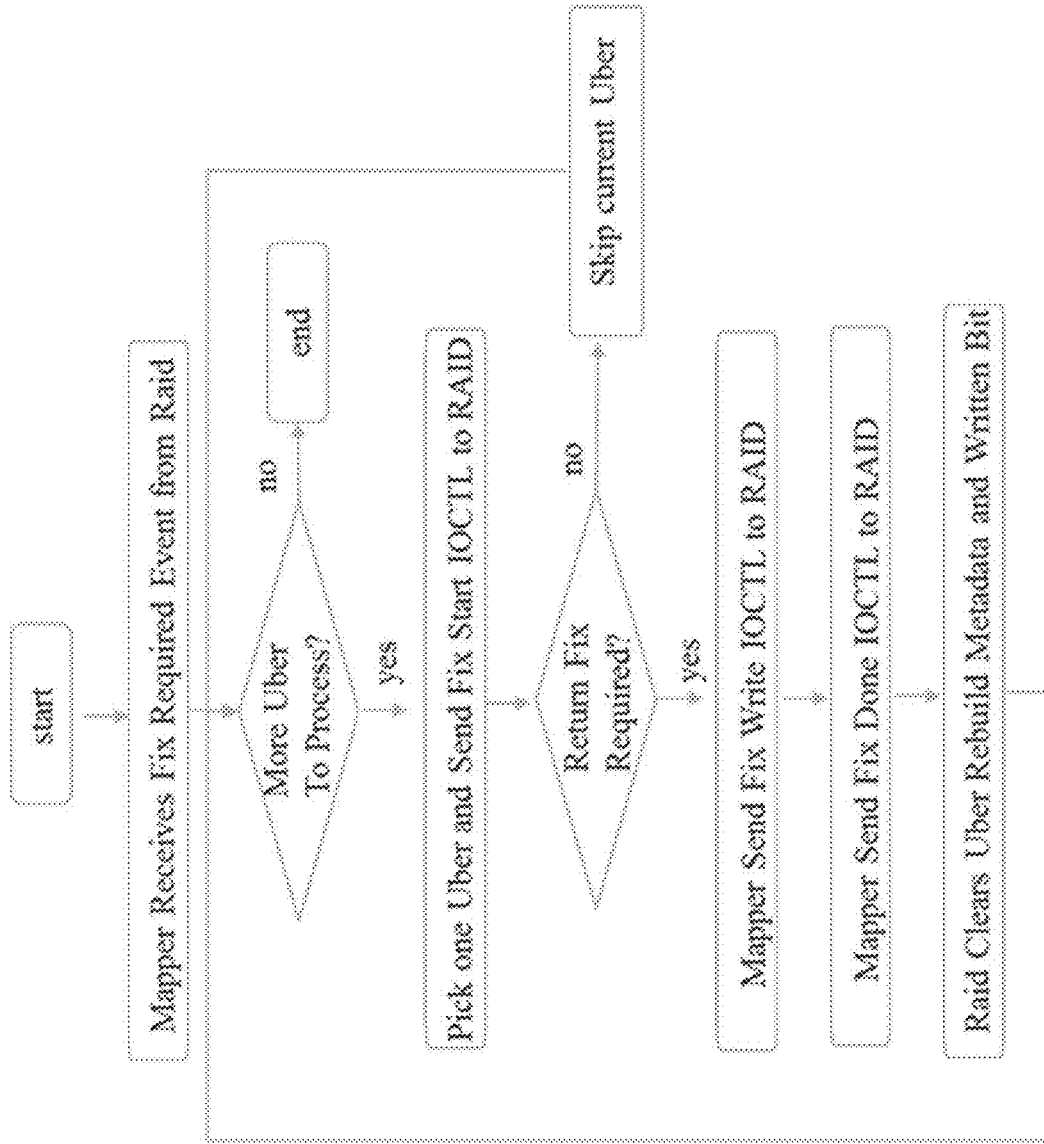 start
Mapper Receives Fix Required Event from Raid
More Uber
To Process?
no
end
yes
Pick one Uber and Send Fix Start IOCTL to RAID
Return Fix
Required?
no
Skip current Uber
yes
Mapper Send Fix Write IOCTL to RAID
Mapper Send Fix Done IOCTL to RAID
Raid Clears Uber Rebuild Metadata and Written Bit